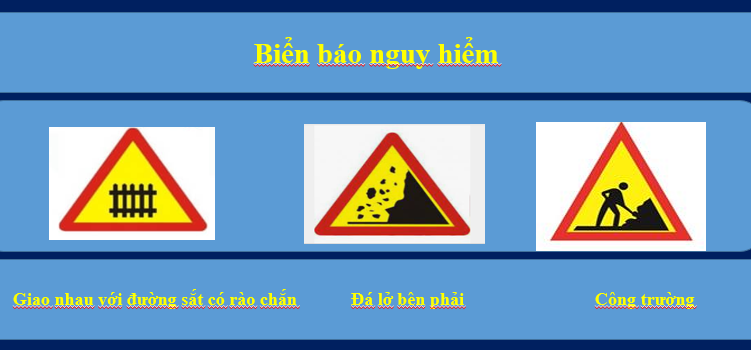 Biển báo nguy hiểm
Giao nhau với đường sắt có rào chắn
Đá lở bên phải
Công trường